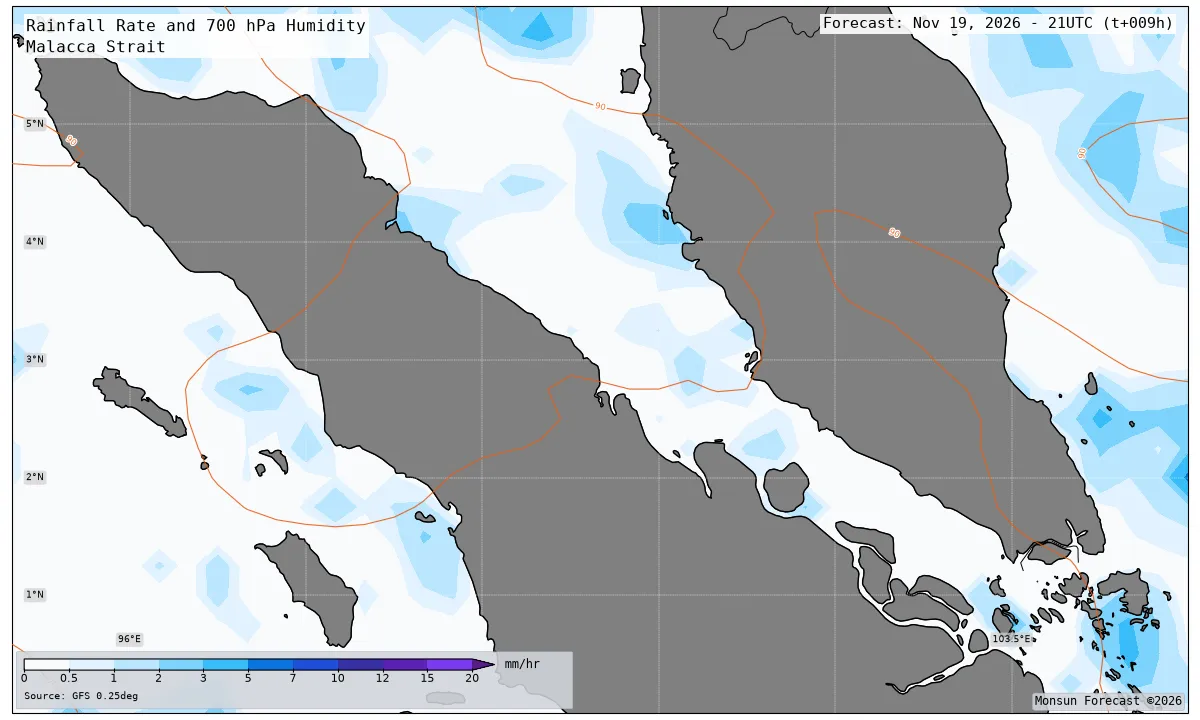 Rainfall Rate and 700 hPa Humidity
Malacca Strait
Forecast: Nov 19, 2026 - 21UTC (t+009h)
90
5°N
90
90
4°N
90
3°N
2°N
1°N
96°E
103.5°E
mm/hr
0 0.5 1 2 3 5 7 10 12 15 20
Source: GFS 0.25deg
Monsun Forecast ©2026